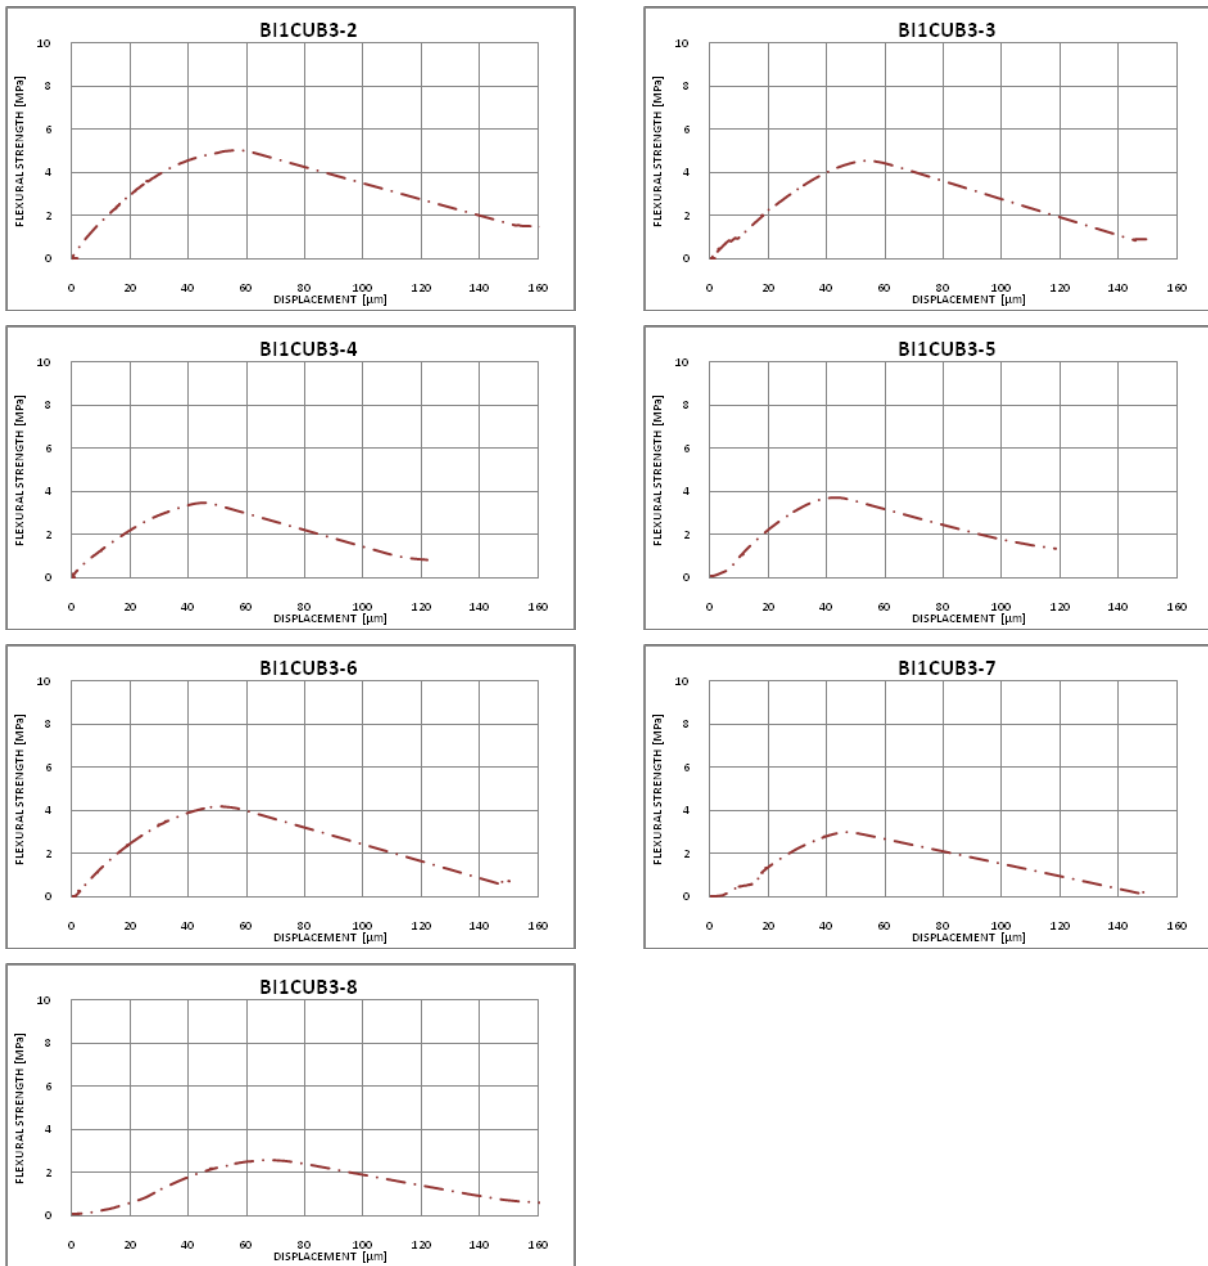 BI1CUB3-2
FLEXURAL STRENGTH [MPa]
10
8
6
4
2
0
0 20 40 60 80 100 120 140 160
DISPLACEMENT [µm]
BI1CUB3-3
FLEXURAL STRENGTH [MPa]
10
8
6
4
2
0
0 20 40 60 80 100 120 140 160
DISPLACEMENT [µm]
BI1CUB3-4
FLEXURAL STRENGTH [MPa]
10
8
6
4
2
0
0 20 40 60 80 100 120 140 160
DISPLACEMENT [µm]
BI1CUB3-5
FLEXURAL STRENGTH [MPa]
10
8
6
4
2
0
0 20 40 60 80 100 120 140 160
DISPLACEMENT [µm]
BI1CUB3-6
FLEXURAL STRENGTH [MPa]
10
8
6
4
2
0
0 20 40 60 80 100 120 140 160
DISPLACEMENT [µm]
BI1CUB3-7
FLEXURAL STRENGTH [MPa]
10
8
6
4
2
0
0 20 40 60 80 100 120 140 160
DISPLACEMENT [µm]
BI1CUB3-8
FLEXURAL STRENGTH [MPa]
10
8
6
4
2
0
0 20 40 60 80 100 120 140 160
DISPLACEMENT [µm]